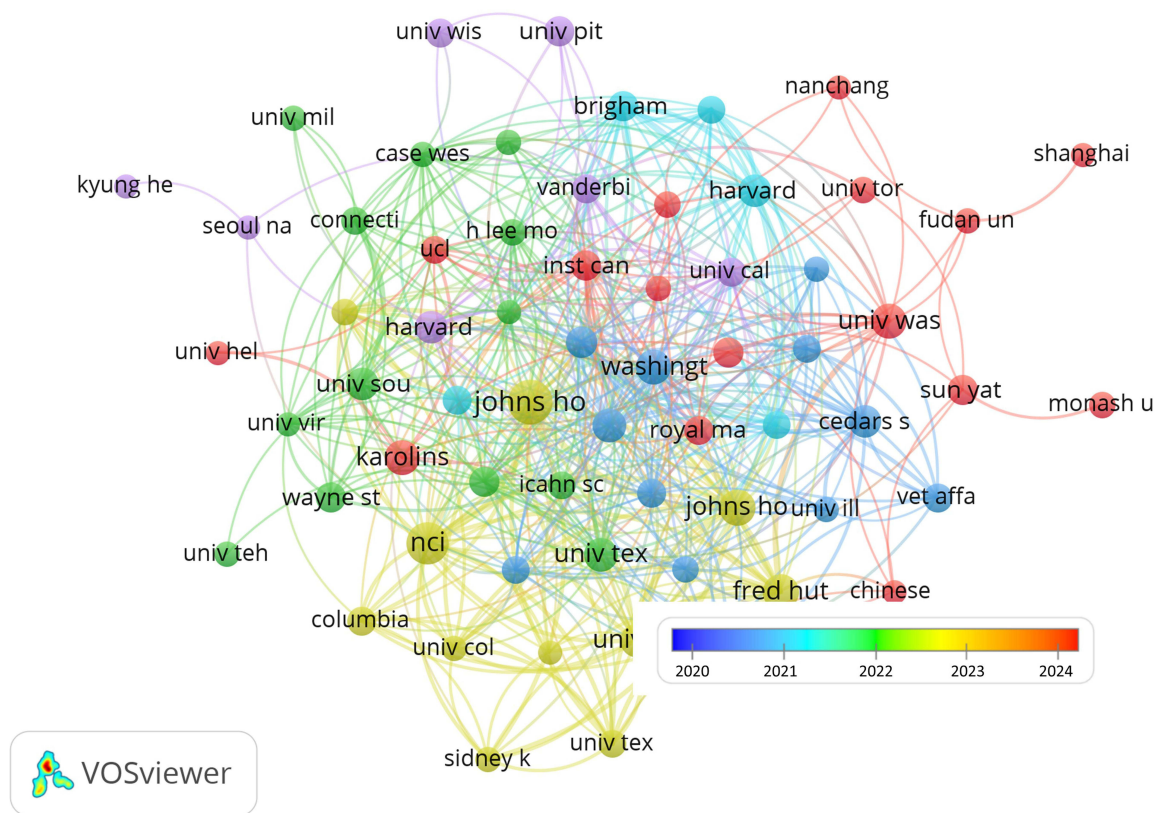 univ wis
univ pit
nanchang
brigham
univ mil
case wes
shanghai
kyung he
vanderbi
harvard
univ tor
seoul na
connecti
h lee mo
fudan un
ucl
inst can
univ cal
harvard
univ was
univ hel
washingt
univ sou
johns ho
sun yat
monash u
univ vir
royal ma
cedars s
karolins
wayne st
icahn sc
johns ho
univ ill
vet affa
nci
univ tex
univ teh
fred hut
chinese
columbia
univ col
univ
2020 2021 2022 2023 2024
univ tex
sidney k
VOSviewer